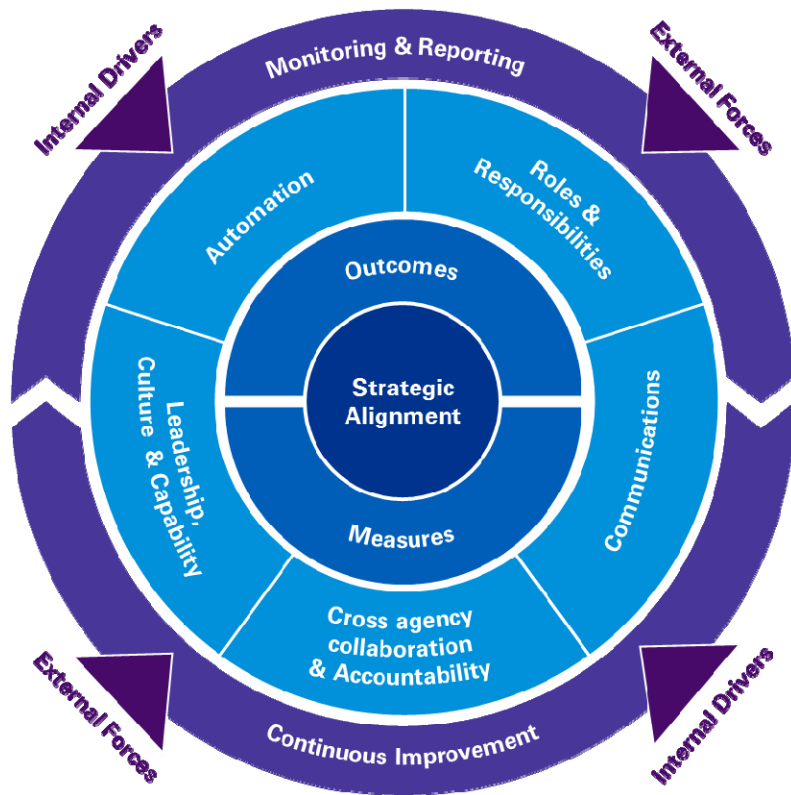 Monitoring & Reporting
Internal Drivers
External Forces
Automation
Roles &
Responsibilities
Outcomes
Strategic
Alignment
Leadership,
Culture & Capability
Communications
Measures
Cross agency
collaboration
& Accountability
External Forces
Internal Drivers
Continuous Improvement